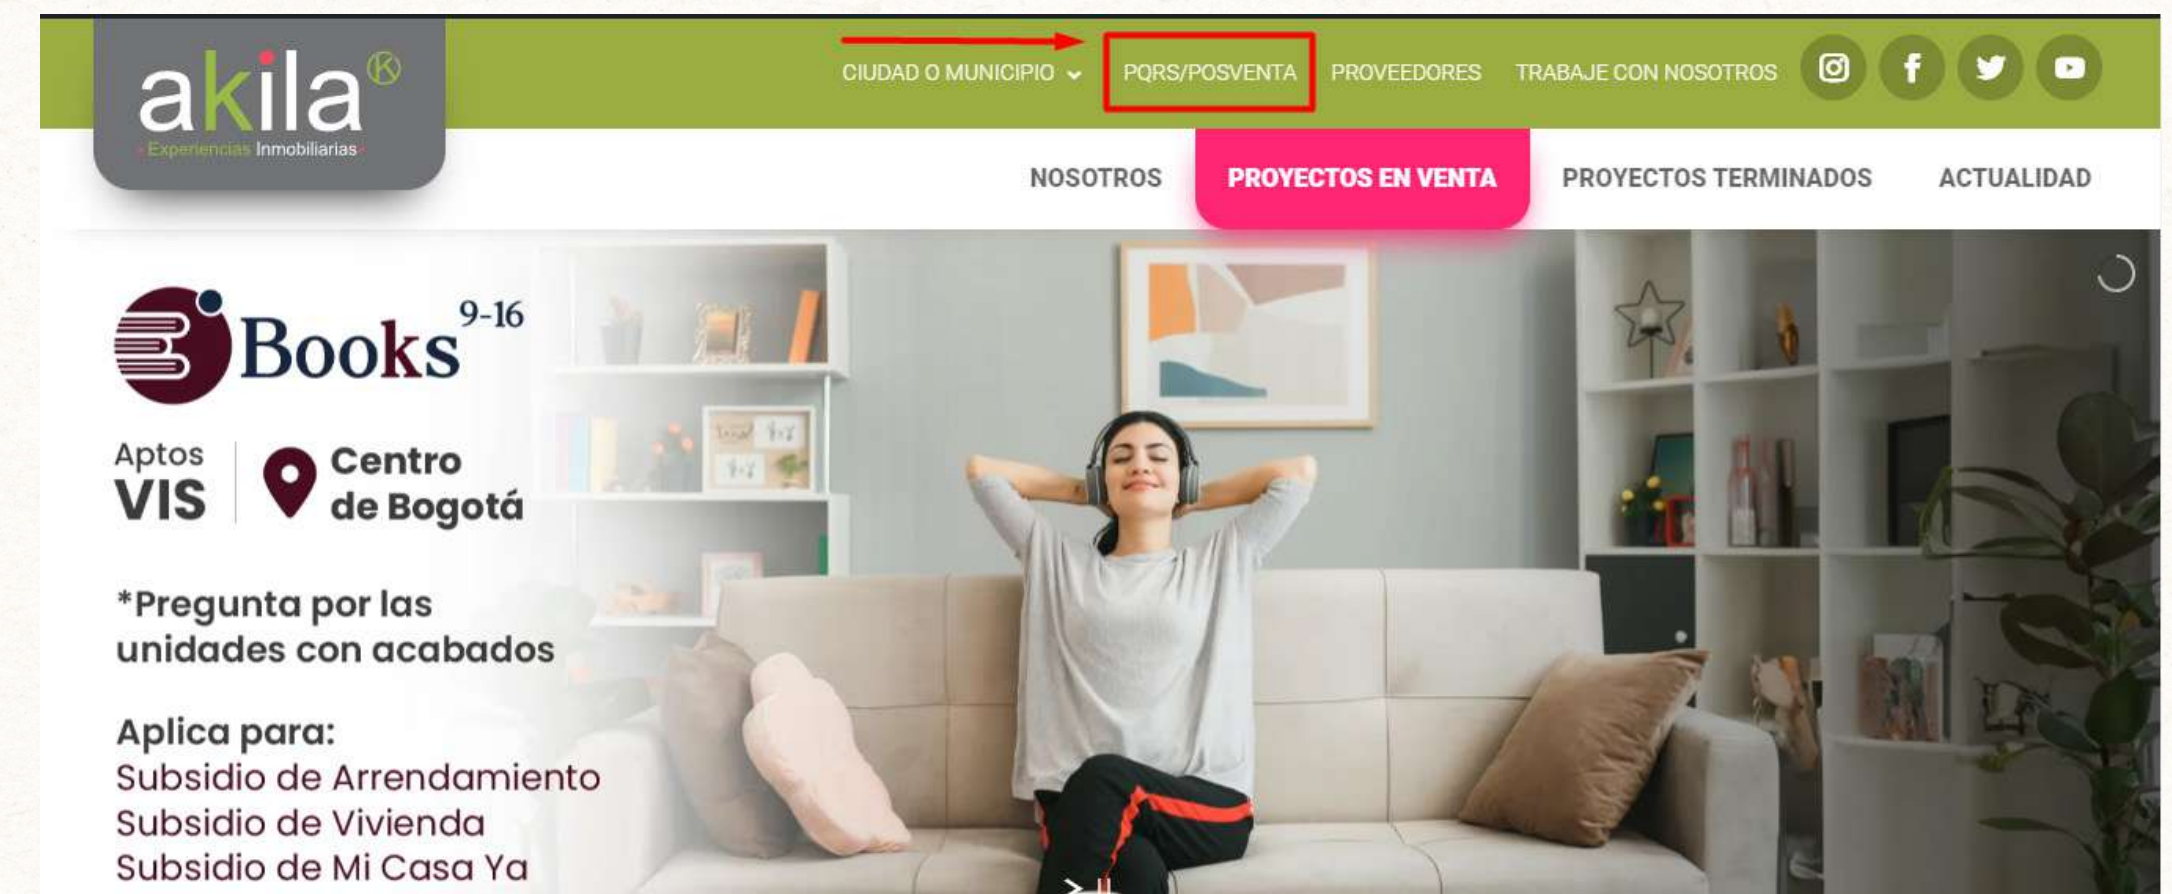 akila K
Experiencias Inmobiliarias
CIUDAD O MUNICIPIO
PQRS/POSVENTA
PROVEEDORES
TRABAJE CON NOSOTROS
NOSOTROS
PROYECTOS EN VENTA
PROYECTOS TERMINADOS
ACTUALIDAD
Books 9-16
Aptos
VIS
Centro
de Bogotá
*Pregunta por las
unidades con acabados
Aplica para:
Subsidio de Arrendamiento
Subsidio de Vivienda
Subsidio de Mi Casa Ya